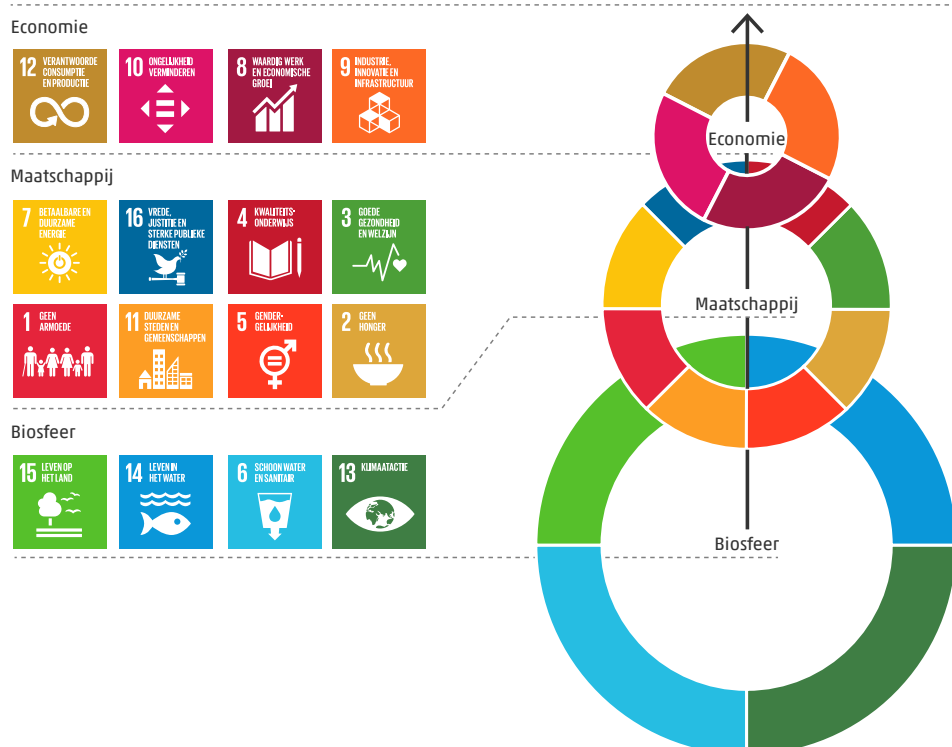 Economie
12 VERANTWOORDE
CONSUMPTIE
EN PRODUCTIE
10 ONGELIJKHEID
VERMINDEREN
8 WAARDIG WERK
EN ECONOMISCHE
GROEI
9 INDUSTRIE,
INNOVATIE EN
INFRASTRUCTUUR
Economie
Maatschappij
7 BETAALBARE EN
DUURZAME
ENERGIE
16 VREDE,
JUSTITIE EN
STERKE PUBLIEKE
DIENSTEN
4 KWALITEITS-
ONDERWIJS
3 GOEDE
GEZONDHEID
EN WELZIJN
1 GEEN
ARMOEDE
11 DUURZAME
STEDEN EN
GEMEENSCHAPPEN
5 GENDER-
GELIJKHEID
2 GEEN
HONGER
Maatschappij
Biosfeer
15 LEVEN OP
HET LAND
14 LEVEN IN
HET WATER
6 SCHOON WATER
EN SANITAIR
13 KLIMAATACTIE
Biosfeer